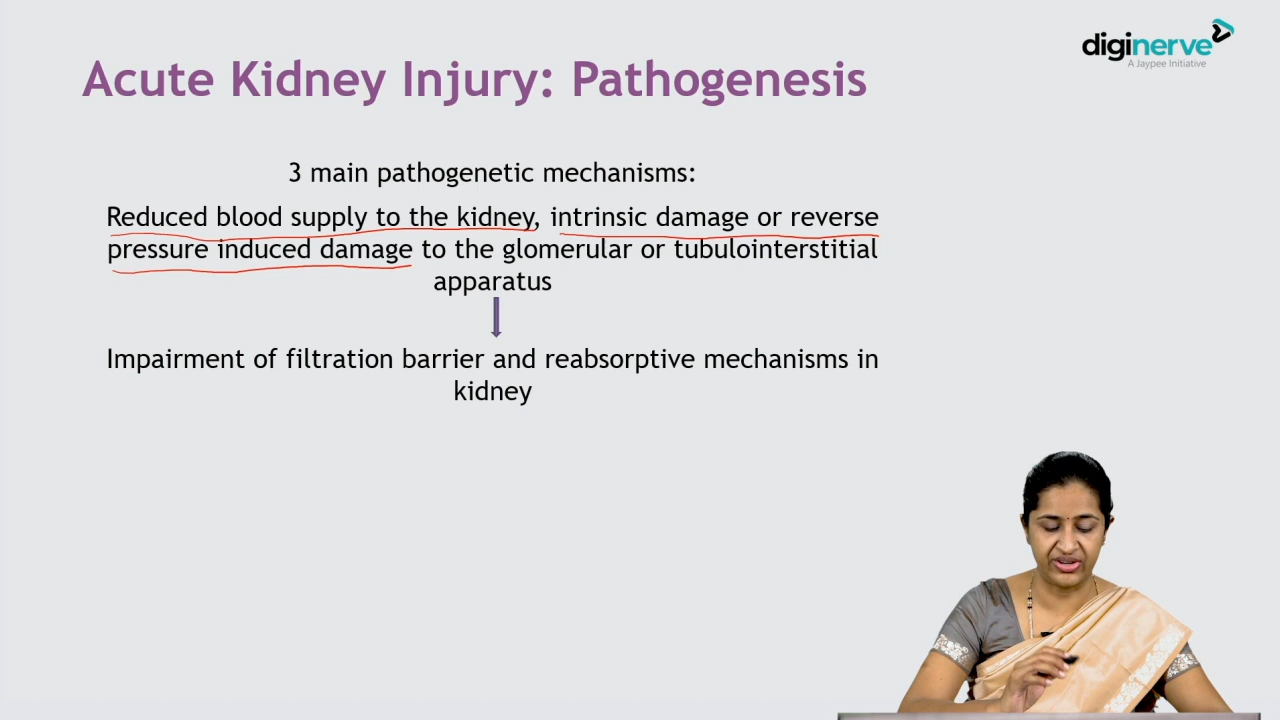 diginerve
A Jaypee Initiative
Acute Kidney Injury: Pathogenesis
3 main pathogenetic mechanisms:
Reduced blood supply to the kidney, intrinsic damage or reverse
pressure induced damage to the glomerular or tubulointerstitial
apparatus
Impairment of filtration barrier and reabsorptive mechanisms in
kidney